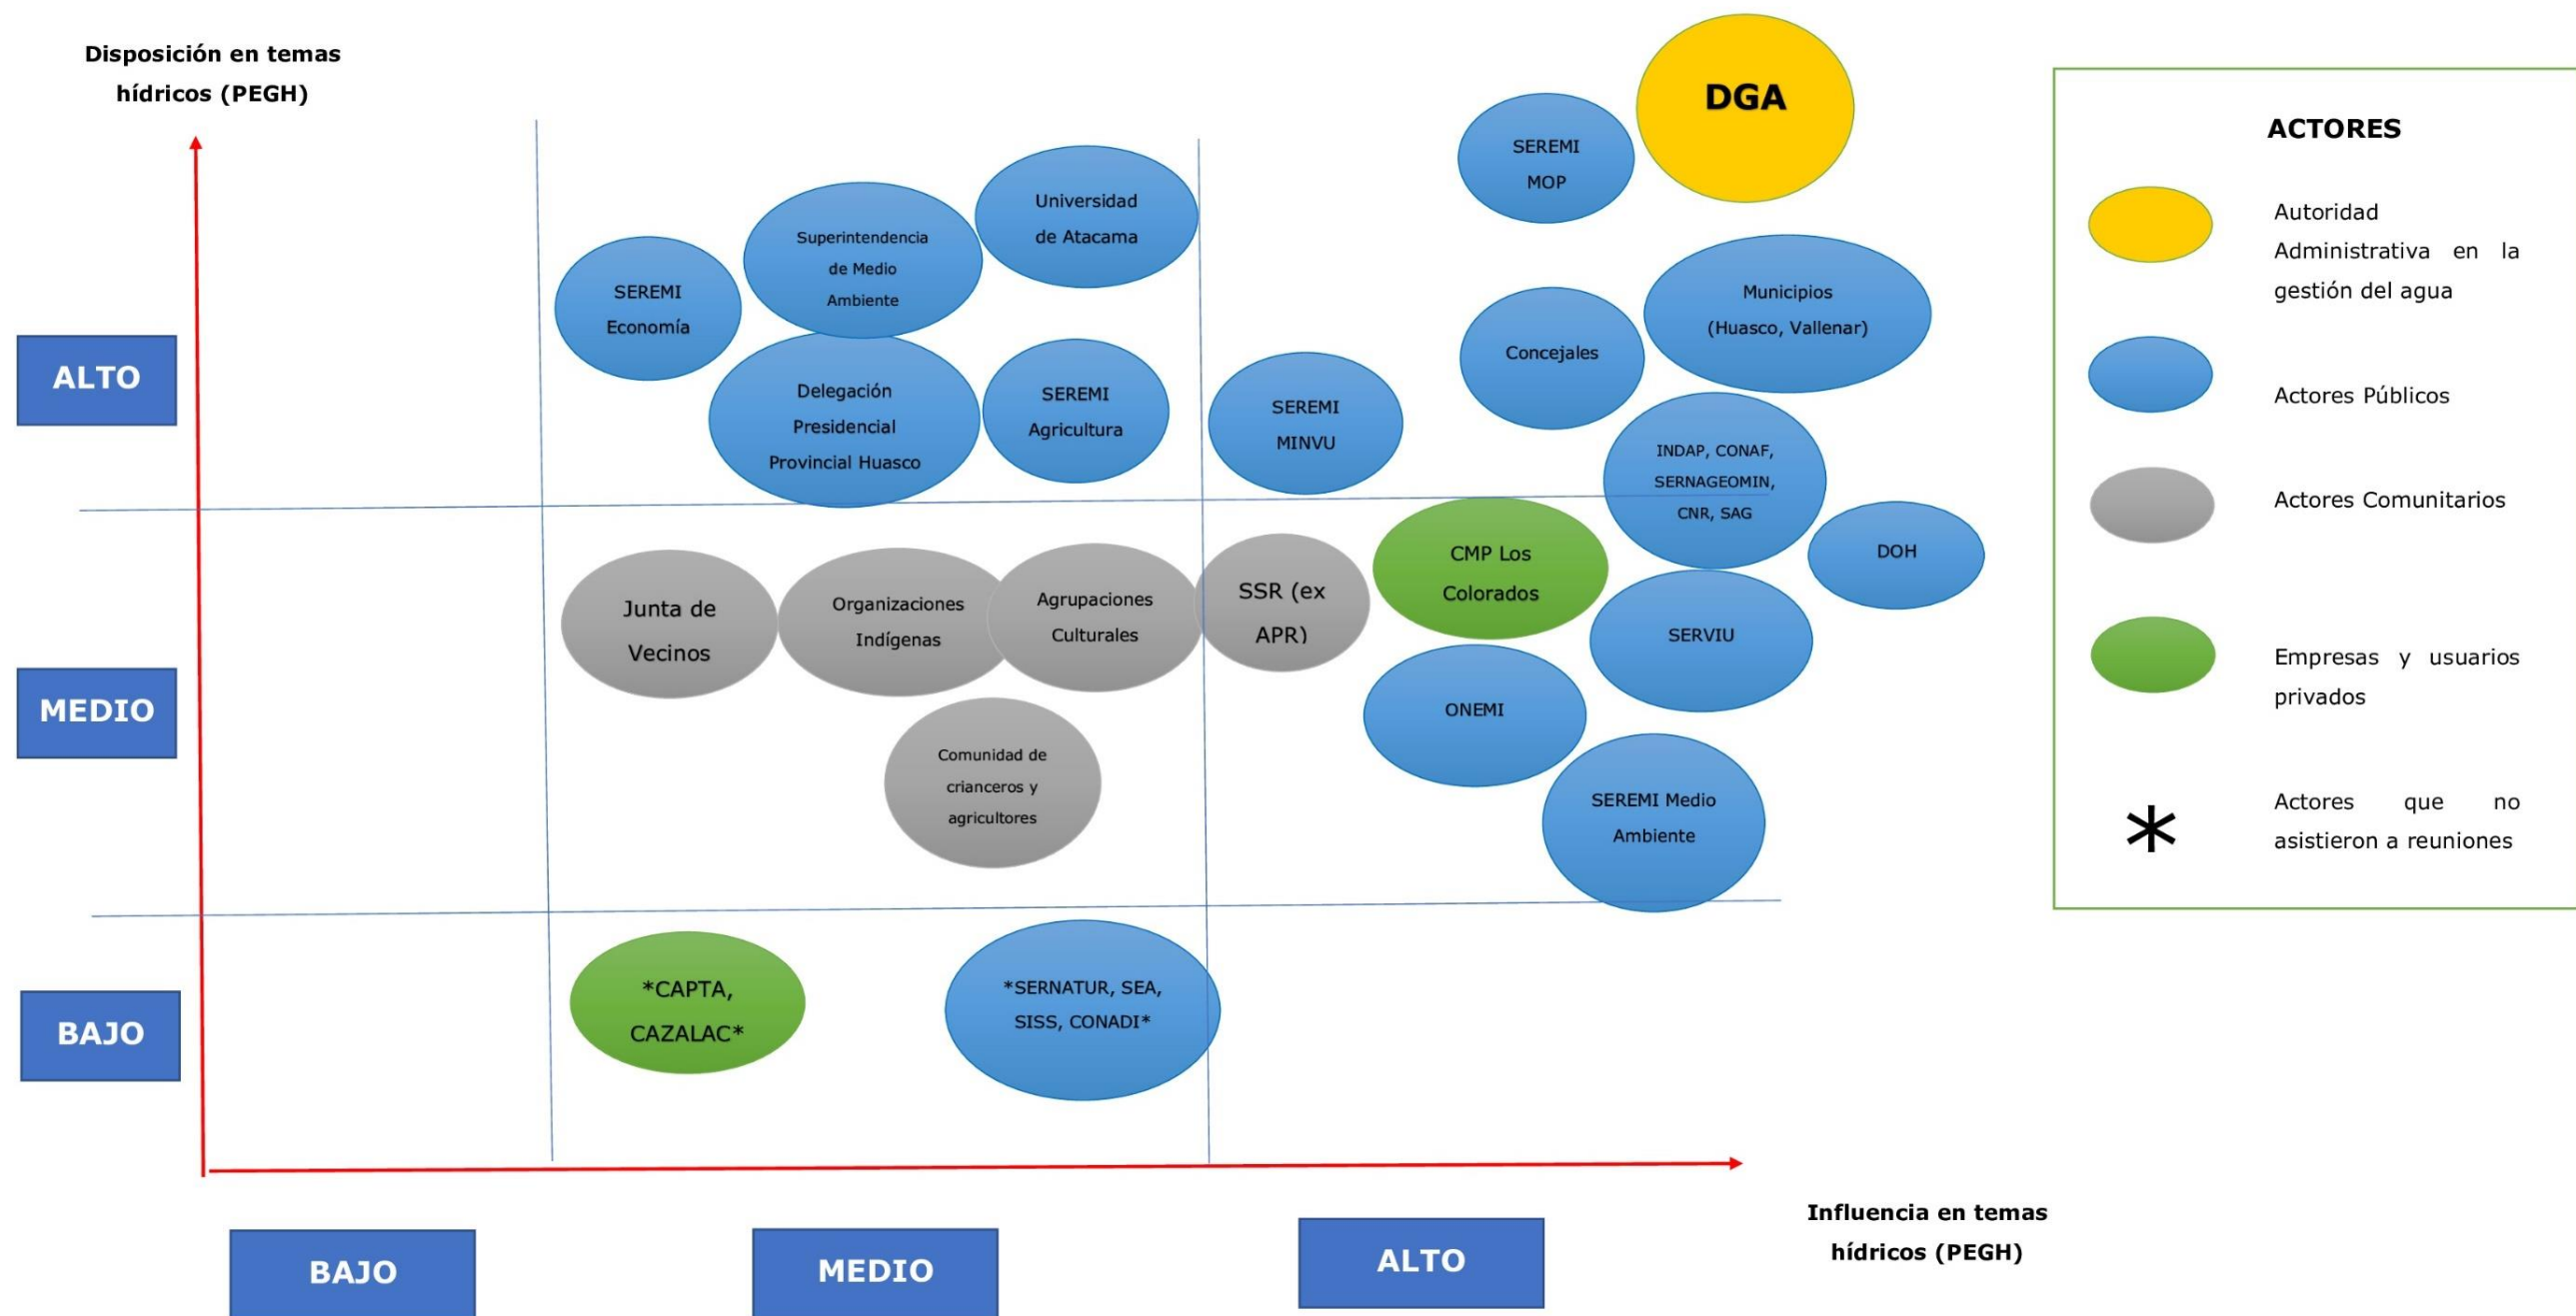 Disposición en temas
hídricos (PEGH)
DGA
SEREMI
MOP
Universidad
de Atacama
Superintendencia
de Medio
Ambiente
SEREMI
Economía
Municipios
(Huasco, Vallenar)
Concejales
ALTO
Delegación
Presidencial
Provincial Huasco
SEREMI
Agricultura
SEREMI
MINVU
INDAP, CONAF,
SERNAGEOMIN,
CNR, SAG
DOH
CMP Los
Colorados
Junta de
Vecinos
Organizaciones
Indígenas
Agrupaciones
Culturales
SSR (ex
APR)
SERVIU
MEDIO
ONEMI
Comunidad de
crianceros y
agricultores
SEREMI Medio
Ambiente
BAJO
*CAPTA,
CAZALAC*
*SERNATUR, SEA,
SISS, CONADI*
Influencia en temas
hídricos (PEGH)
BAJO
MEDIO
ALTO
ACTORES
Autoridad
Administrativa en la
gestión del agua
Actores Públicos
Actores Comunitarios
Empresas y usuarios
privados
*
Actores que no
asistieron a reuniones